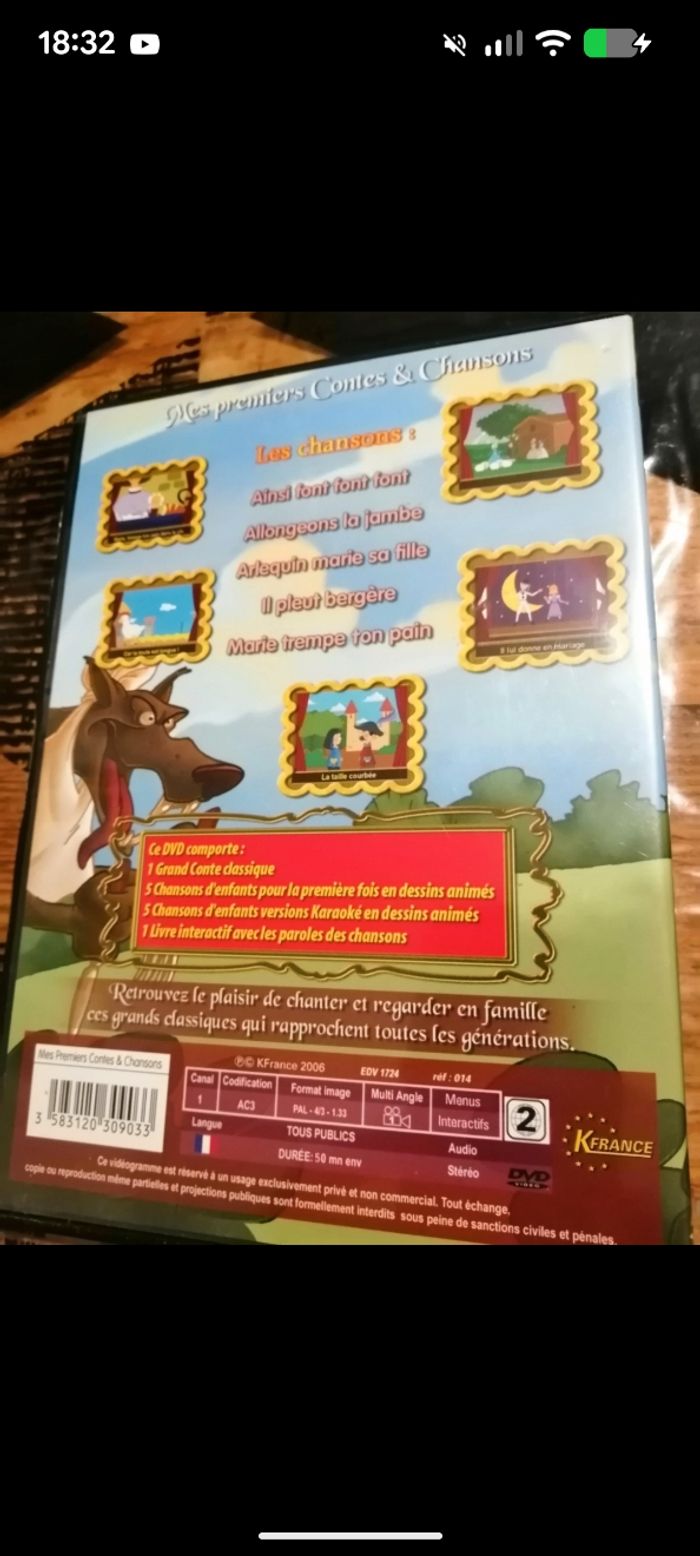 18:32
Mes premiers Contes & Chansons
Les chansons :
Ainsi font font font
Allongeons la jambe
Arlequin marie sa fille
Il pleut bergère
Marie trempe ton pain
Il lui donne en mariage
La taille courbée
Ce DVD comporte :
1 Grand Conte classique
5 Chansons d'enfants pour la première fois en dessins animés
5 Chansons d'enfants versions Karaoké en dessins animés
1 Livre interactif avec les paroles des chansons
Retrouvez le plaisir de chanter et regarder en famille
ces grands classiques qui rapprochent toutes les générations.
Mes Premiers Contes & Chansons
3 583120 309033
℗© KFrance 2006 EDV 1724 réf : 014
Canal Codification Format image Multi Angle Menus
1 AC3 PAL - 4/3 - 1.33 1 Interactifs
2
Langue TOUS PUBLICS Audio
DURÉE: 50 mn env Stéréo
DVD
VIDEO
KFRANCE
Ce vidéogramme est réservé à un usage exclusivement privé et non commercial. Tout échange,
copie ou reproduction même partielles et projections publiques sont formellement interdits sous peine de sanctions civiles et pénales.